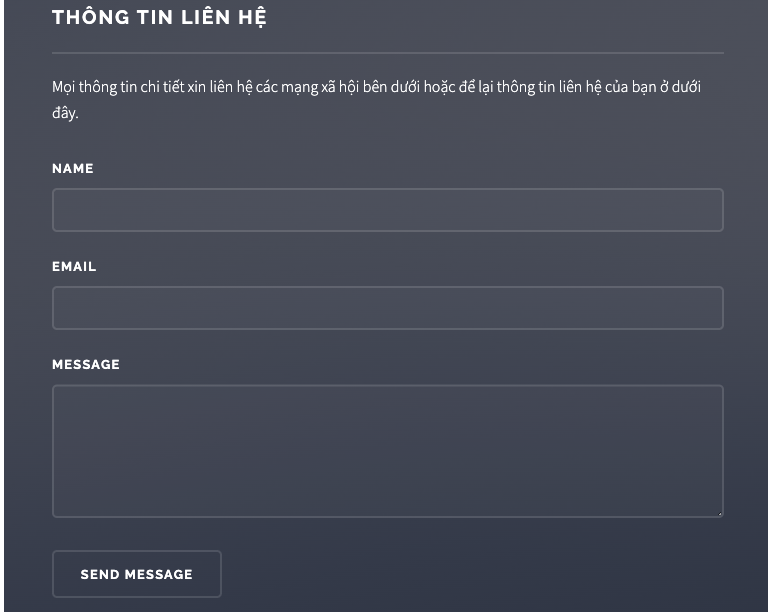 THÔNG TIN LIÊN HỆ
Mọi thông tin chi tiết xin liên hệ các mạng xã hội bên dưới hoặc để lại thông tin liên hệ của bạn ở dưới
đây.
NAME
EMAIL
MESSAGE
SEND MESSAGE